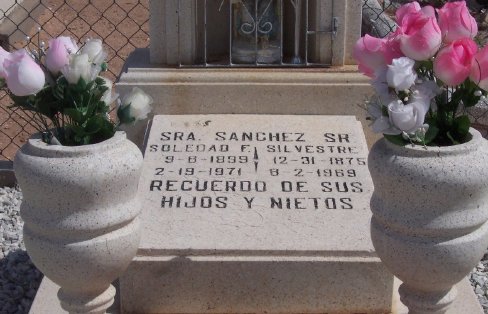 SRA. SANCHEZ SR
SOLEDAD F. SILVESTRE
9-8-1899 12-31-1875
2-19-1971 8-2-1969
RECUERDO DE SUS
HIJOS Y NIETOS